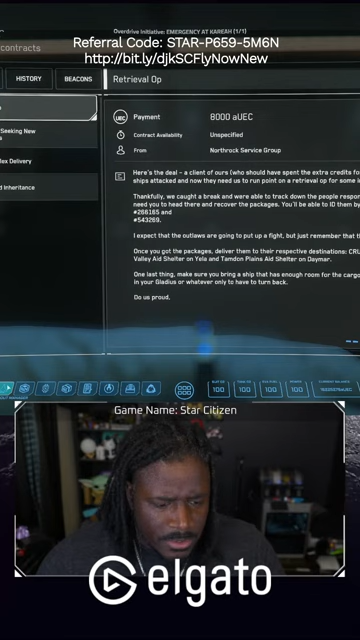 Overdrive Initiative: EMERGENCY AT KAREAH (1/1)
contracts
Referral Code: STAR-P659-5M6N
http://bit.ly/djkSCFlyNowNew
HISTORY
BEACONS
Retrieval Op
Seeking New
Delivery
Inheritance
UEC
Payment
8000 aUEC
Contract Availability
Unspecified
From
Northrock Service Group
Here's the deal - a client of ours (who should have spent the extra credits for
ships attacked and now they need us to run point on a retrieval op for some
Thankfully, we caught a break and were able to track down the people
need you to head there and recover the packages. You'll be able to ID them by
#266185 and
#543269.
I expect that the outlaws are going to put up a fight, but just remember that
Once you got the packages, deliver them to their respective destinations:
Valley Aid Shelter on Yela and Tamdon Plains Aid Shelter on Daymar.
One last thing, make sure you bring a ship that has enough room for the
in your Gladius or whatever only to have to turn back.
Do us proud,
100
100
100
100
Game Name: Star Citizen
elgato